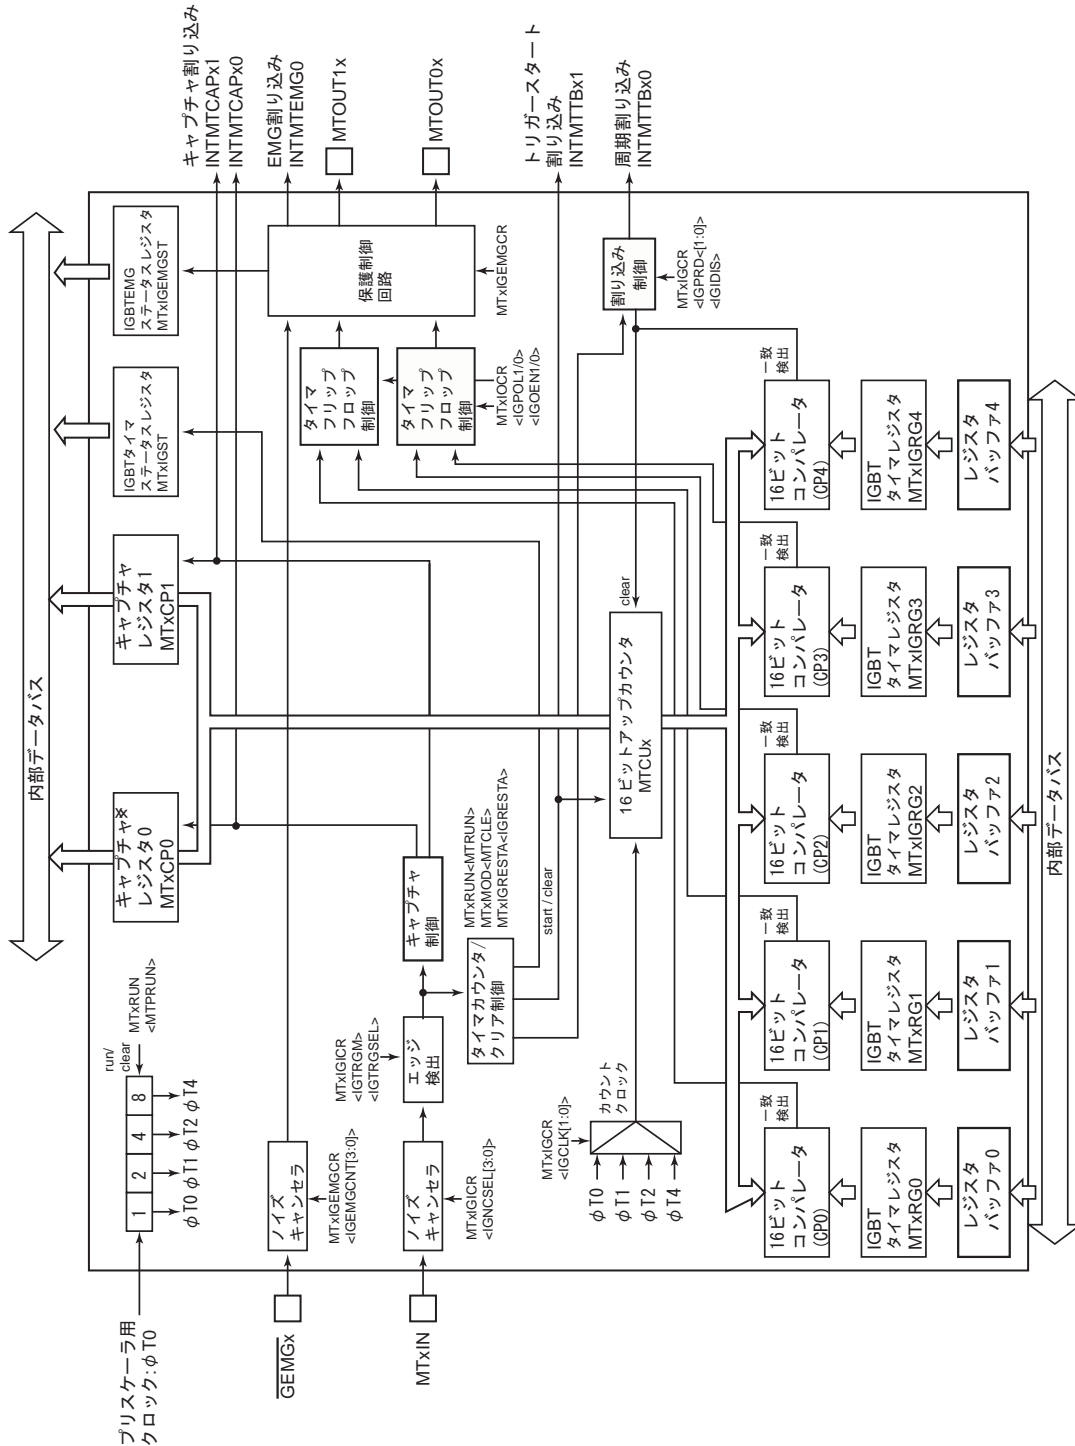 内部データバス
プリスケーラ用
クロック:φT0
1
2
4
8
φT0
φT1
φT2
φT4
run/
clear
MTxRUN
<MTPRUN>
キャプチャ
レジスタ0
MTxCP0
キャプチャ
レジスタ1
MTxCP1
IGBTタイマ
ステータスレジスタ
MTxIGST
IGBTEMG
ステータスレジスタ
MTxIGEMGST
キャプチャ割り込み
INTMTCAPx1
INTMTCAPx0
GEMGx
ノイズ
キャンセラ
MTxIGEMGCR
<IGEMGCNT[3:0]>
タイマ
フリップ
フロップ
制御
タイマ
フリップ
フロップ
制御
MTxIOCR
<IGPOL1/0>
<IGOEN1/0>
保護制御
回路
MTxIGEMGCR
EMG割り込み
INTMTEMG0
MTOUT1x
MTOUT0x
MTxIN
ノイズ
キャンセラ
MTxIGICR
<IGNCSEL[3:0]>
MTxIGICR
<IGTRGM>
<IGTRGSEL>
エッジ
検出
キャプチャ
制御
タイマカウンタ/
クリア制御
MTxRUN<MTRUN>
MTxMOD<MTCLE>
MTxIGRESTA<IGRESTA>
start / clear
トリガースタート
割り込み
INTMTTBx1
MTxIGCR
<IGCLK[1:0]>
φT0
φT1
φT2
φT4
カウント
クロック
16 ビットアップカウンタ
MTCUx
clear
割り込み
制御
MTxIGCR
<IGPRD<[1:0]>
<IGIDIS>
周期割り込み
INTMTTBx0
一致
検出
一致
検出
一致
検出
一致
検出
一致
検出
16ビット
コンパレータ
(CP0)
16ビット
コンパレータ
(CP1)
16ビット
コンパレータ
(CP2)
16ビット
コンパレータ
(CP3)
16ビット
コンパレータ
(CP4)
IGBT
タイマレジスタ
MTxRG0
IGBT
タイマレジスタ
MTxRG1
IGBT
タイマレジスタ
MTxIGRG2
IGBT
タイマレジスタ
MTxIGRG3
IGBT
タイマレジスタ
MTxIGRG4
レジスタ
バッファ0
レジスタ
バッファ1
レジスタ
バッファ2
レジスタ
バッファ3
レジスタ
バッファ4
内部データバス